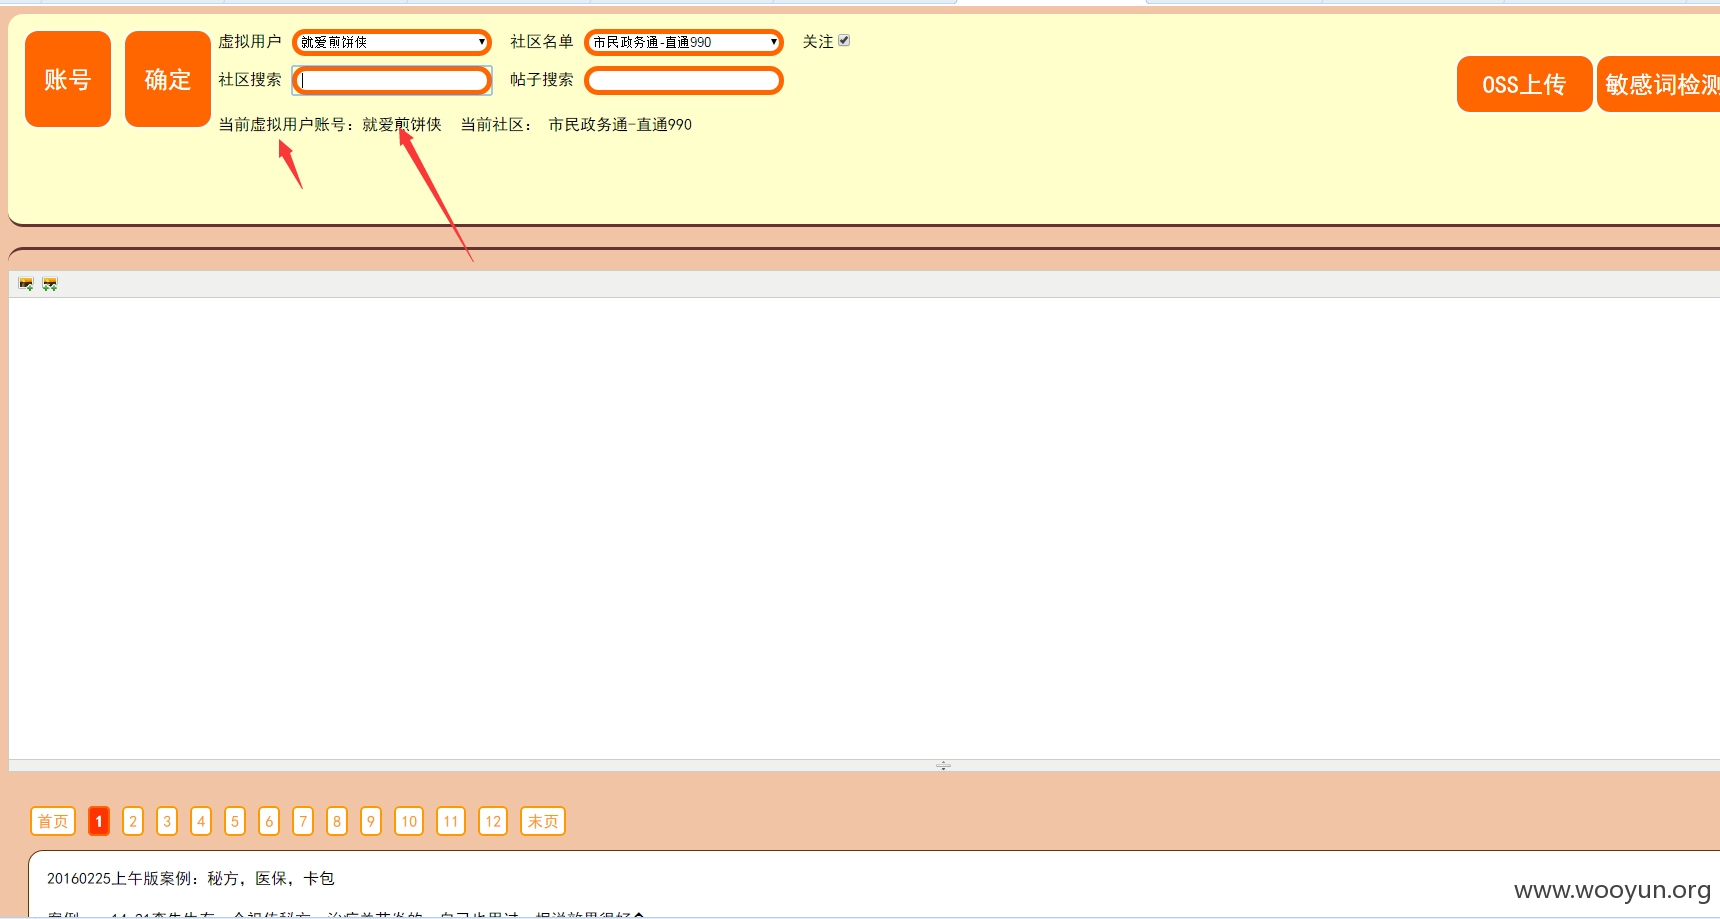 账号
确定
虚拟用户 就爱煎饼侠 社区名单 市民政务通-直通990 关注
社区搜索 帖子搜索
当前虚拟用户账号：就爱煎饼侠 当前社区： 市民政务通-直通990
OSS上传
敏感词检测
首页 1 2 3 4 5 6 7 8 9 10 11 12 末页
20160225上午版案例：秘方，医保，卡包
www.wooyun.org